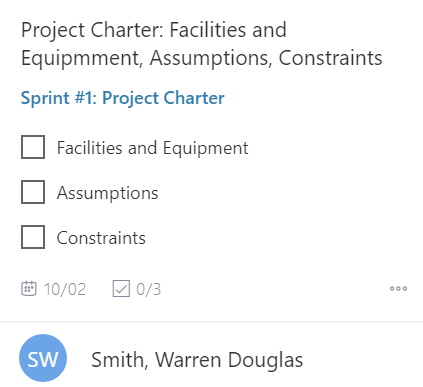 Project Charter: Facilities and
Equipmment, Assumptions, Constraints
Sprint #1: Project Charter
Facilities and Equipment
Assumptions
Constraints
10/02 0/3
SW Smith, Warren Douglas